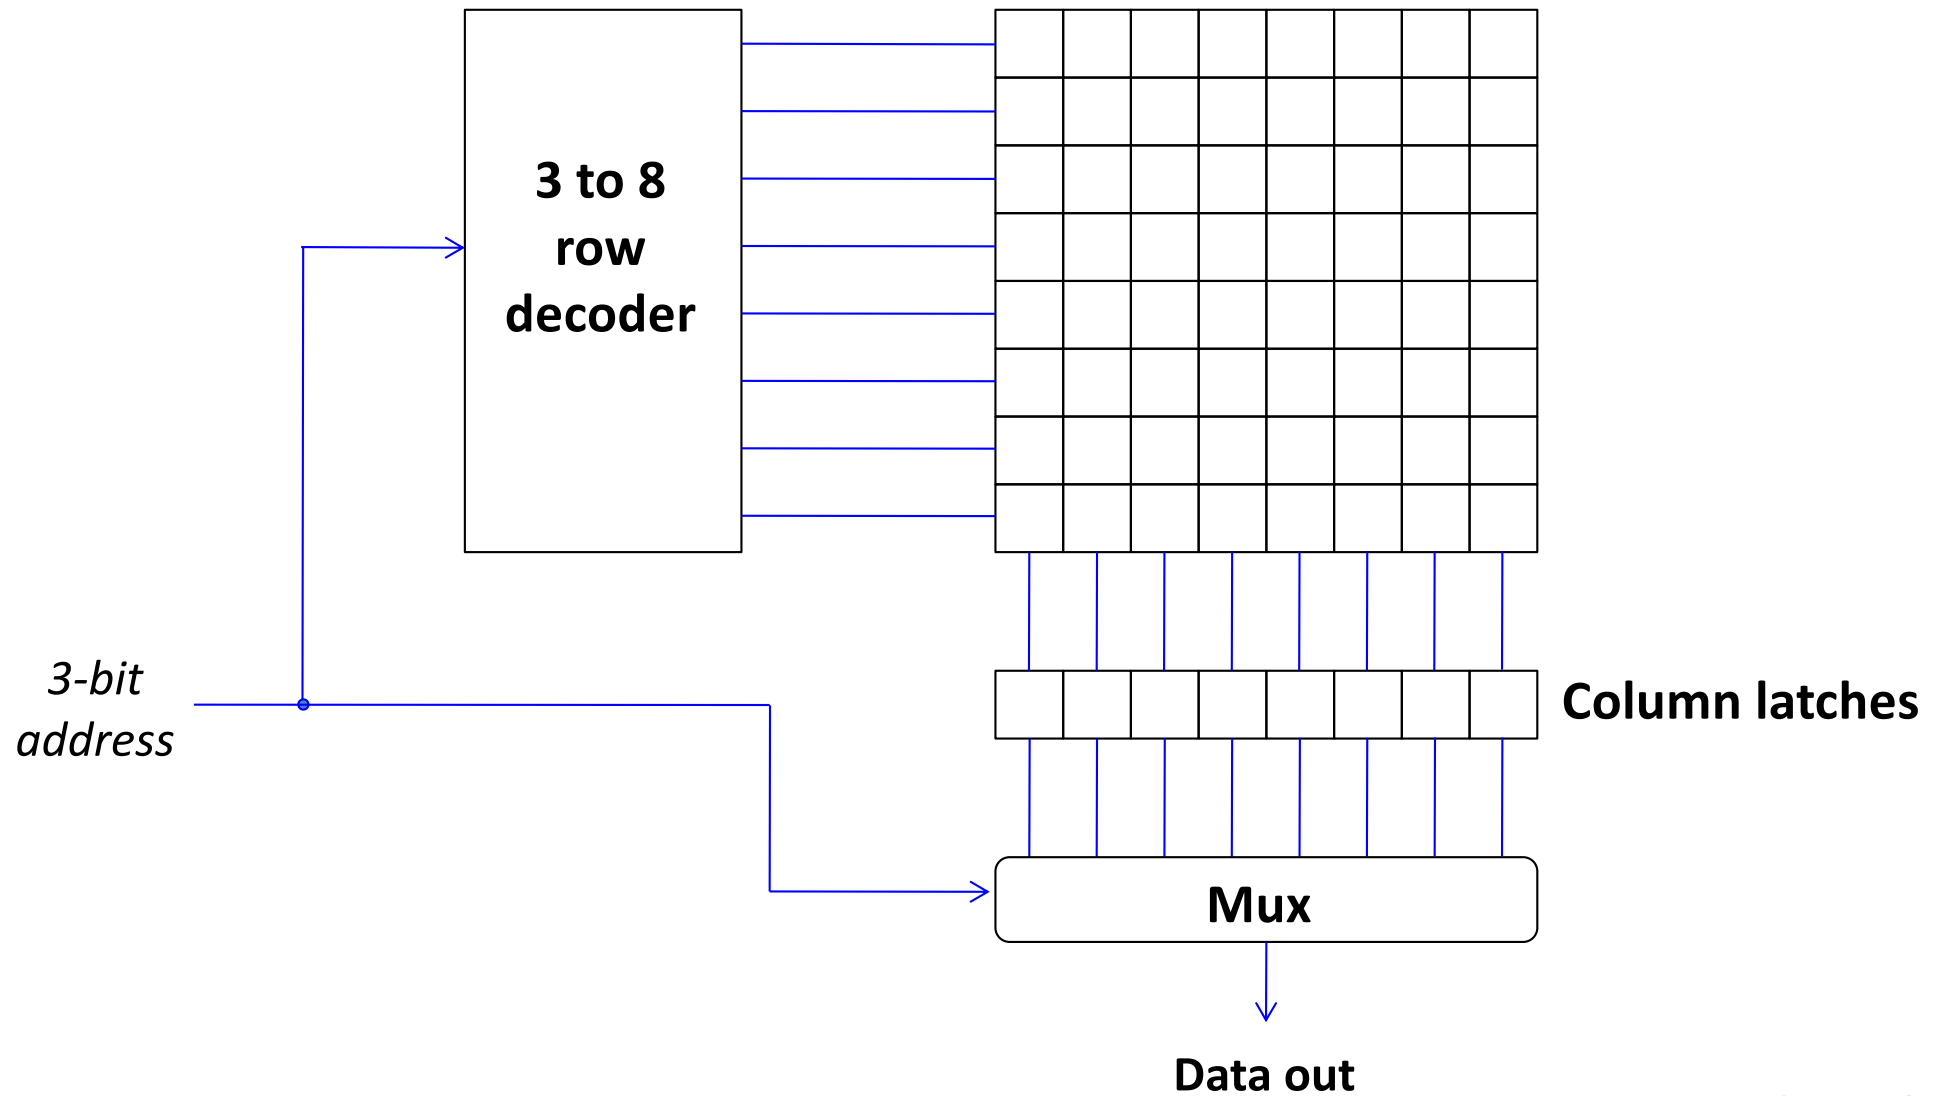 3 to 8
row
decoder
3-bit
address
Column latches
Mux
Data out